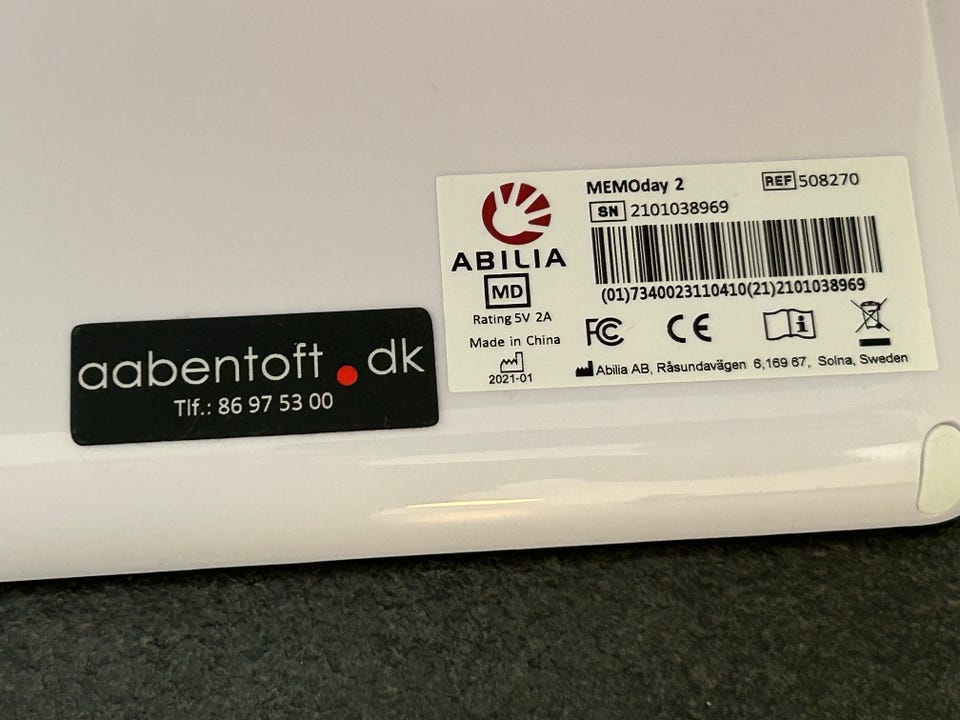 aabentoft.dk
Tlf.: 86 97 53 00
ABILIA
MD
Rating 5V 2A
Made in China
2021-01
MEMOday 2
REF 508270
SN 2101038969
(01)7340023110410(21)2101038969
FC CE
Abilia AB, Råsundavägen 6,169 67, Solna, Sweden